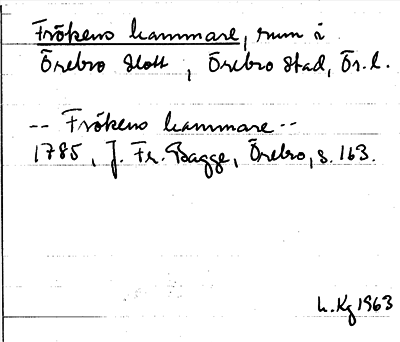 Frökens kammare, rum i
Örebro Slott, Örebro stad, Ör. l.
-- Frökens kammare --
1785, J. Fr. Bagge, Örebro, s. 163.
L. Kg 1963